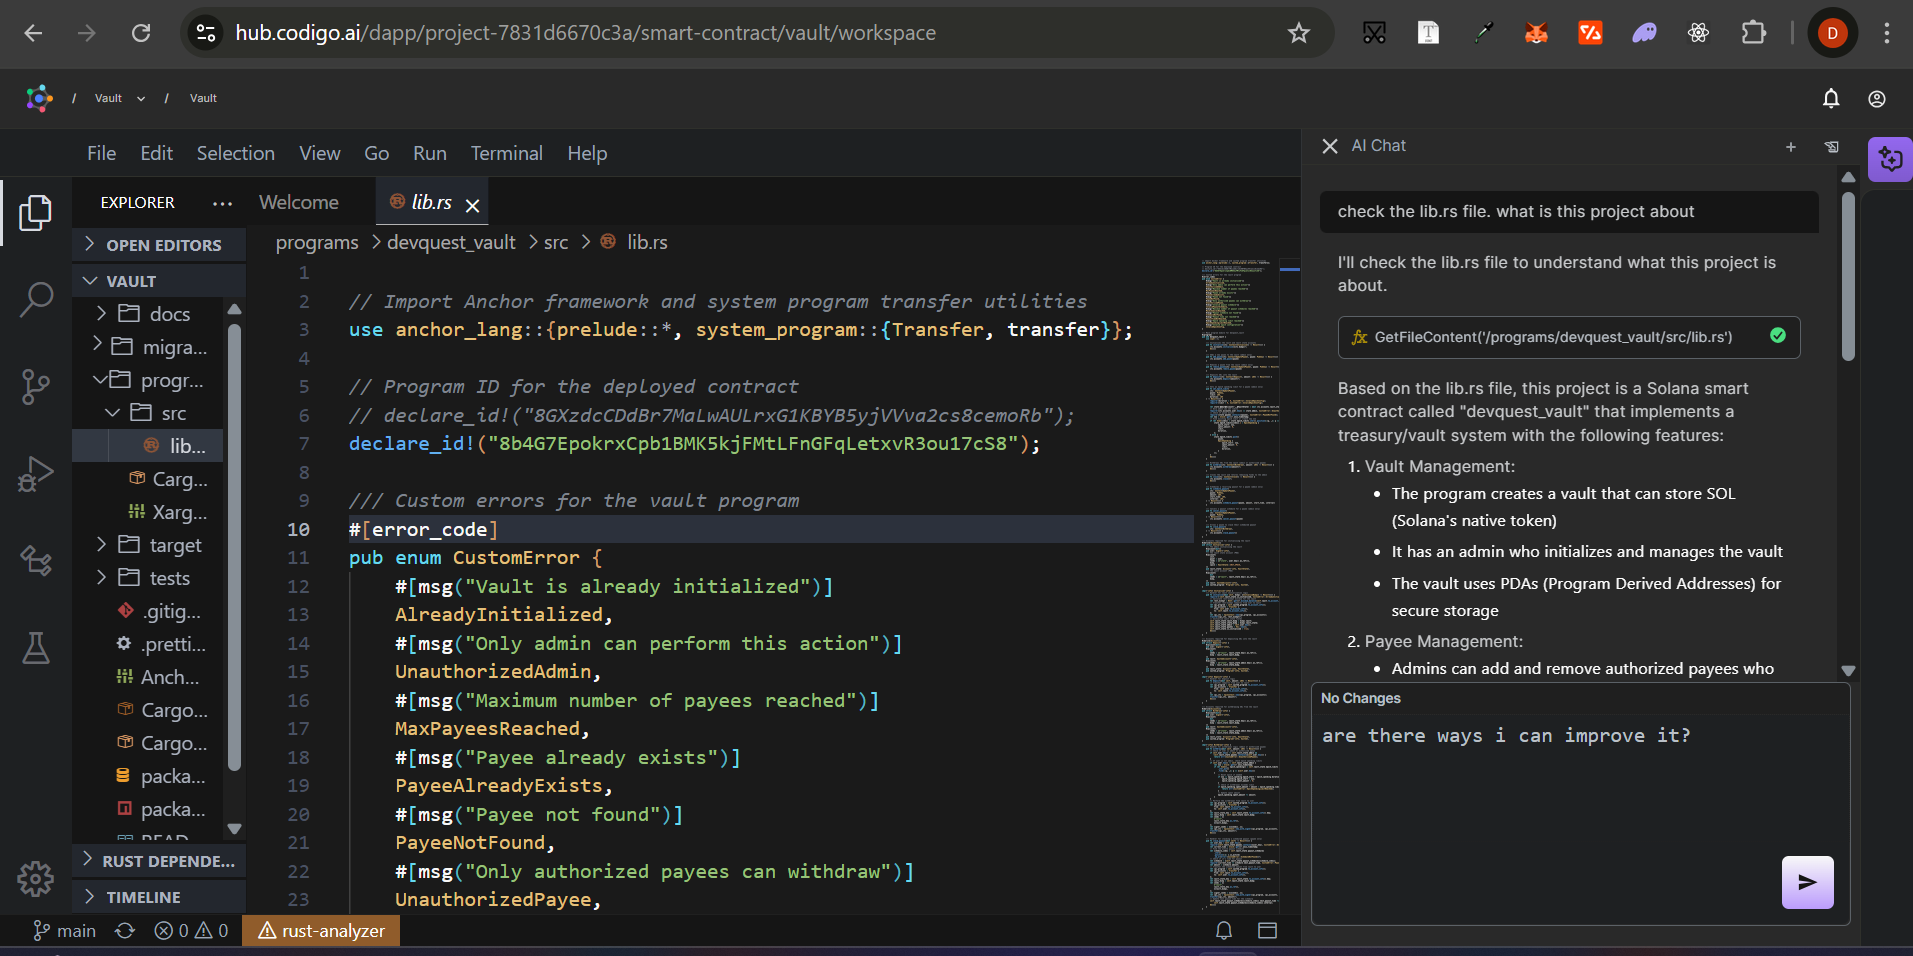 hub.codigo.ai/dapp/project-7831d6670c3a/smart-contract/vault/workspace
D
/ Vault / Vault
File Edit Selection View Go Run Terminal Help
EXPLORER ...
OPEN EDITORS
VAULT
docs
migra...
progr...
src
lib...
Carg...
Xarg...
target
tests
.gitig...
.pretti...
Anch...
Cargo...
Cargo...
packa...
packa...
READ
RUST DEPENDE...
TIMELINE
Welcome lib.rs
programs > devquest_vault > src > lib.rs
1
2 // Import Anchor framework and system program transfer utilities
3 use anchor_lang::{prelude::*, system_program::{Transfer, transfer}};
4
5 // Program ID for the deployed contract
6 // declare_id!("8GXzdcCDdBr7MaLwAULrxG1KBYB5yjVVva2cs8cemoRb");
7 declare_id!("8b4G7EpokrxCpb1BMK5kjFMtLFnGFqLetxvR3ou17cS8");
8
9 /// Custom errors for the vault program
10 #[error_code]
11 pub enum CustomError {
12 #[msg("Vault is already initialized")]
13 AlreadyInitialized,
14 #[msg("Only admin can perform this action")]
15 UnauthorizedAdmin,
16 #[msg("Maximum number of payees reached")]
17 MaxPayeesReached,
18 #[msg("Payee already exists")]
19 PayeeAlreadyExists,
20 #[msg("Payee not found")]
21 PayeeNotFound,
22 #[msg("Only authorized payees can withdraw")]
23 UnauthorizedPayee,
AI Chat
check the lib.rs file. what is this project about
I'll check the lib.rs file to understand what this project is
about.
fx GetFileContent('/programs/devquest_vault/src/lib.rs')
Based on the lib.rs file, this project is a Solana smart
contract called "devquest_vault" that implements a
treasury/vault system with the following features:
1. Vault Management:
• The program creates a vault that can store SOL
(Solana's native token)
• It has an admin who initializes and manages the vault
• The vault uses PDAs (Program Derived Addresses) for
secure storage
2. Payee Management:
• Admins can add and remove authorized payees who
No Changes
are there ways i can improve it?
main 0 0 rust-analyzer